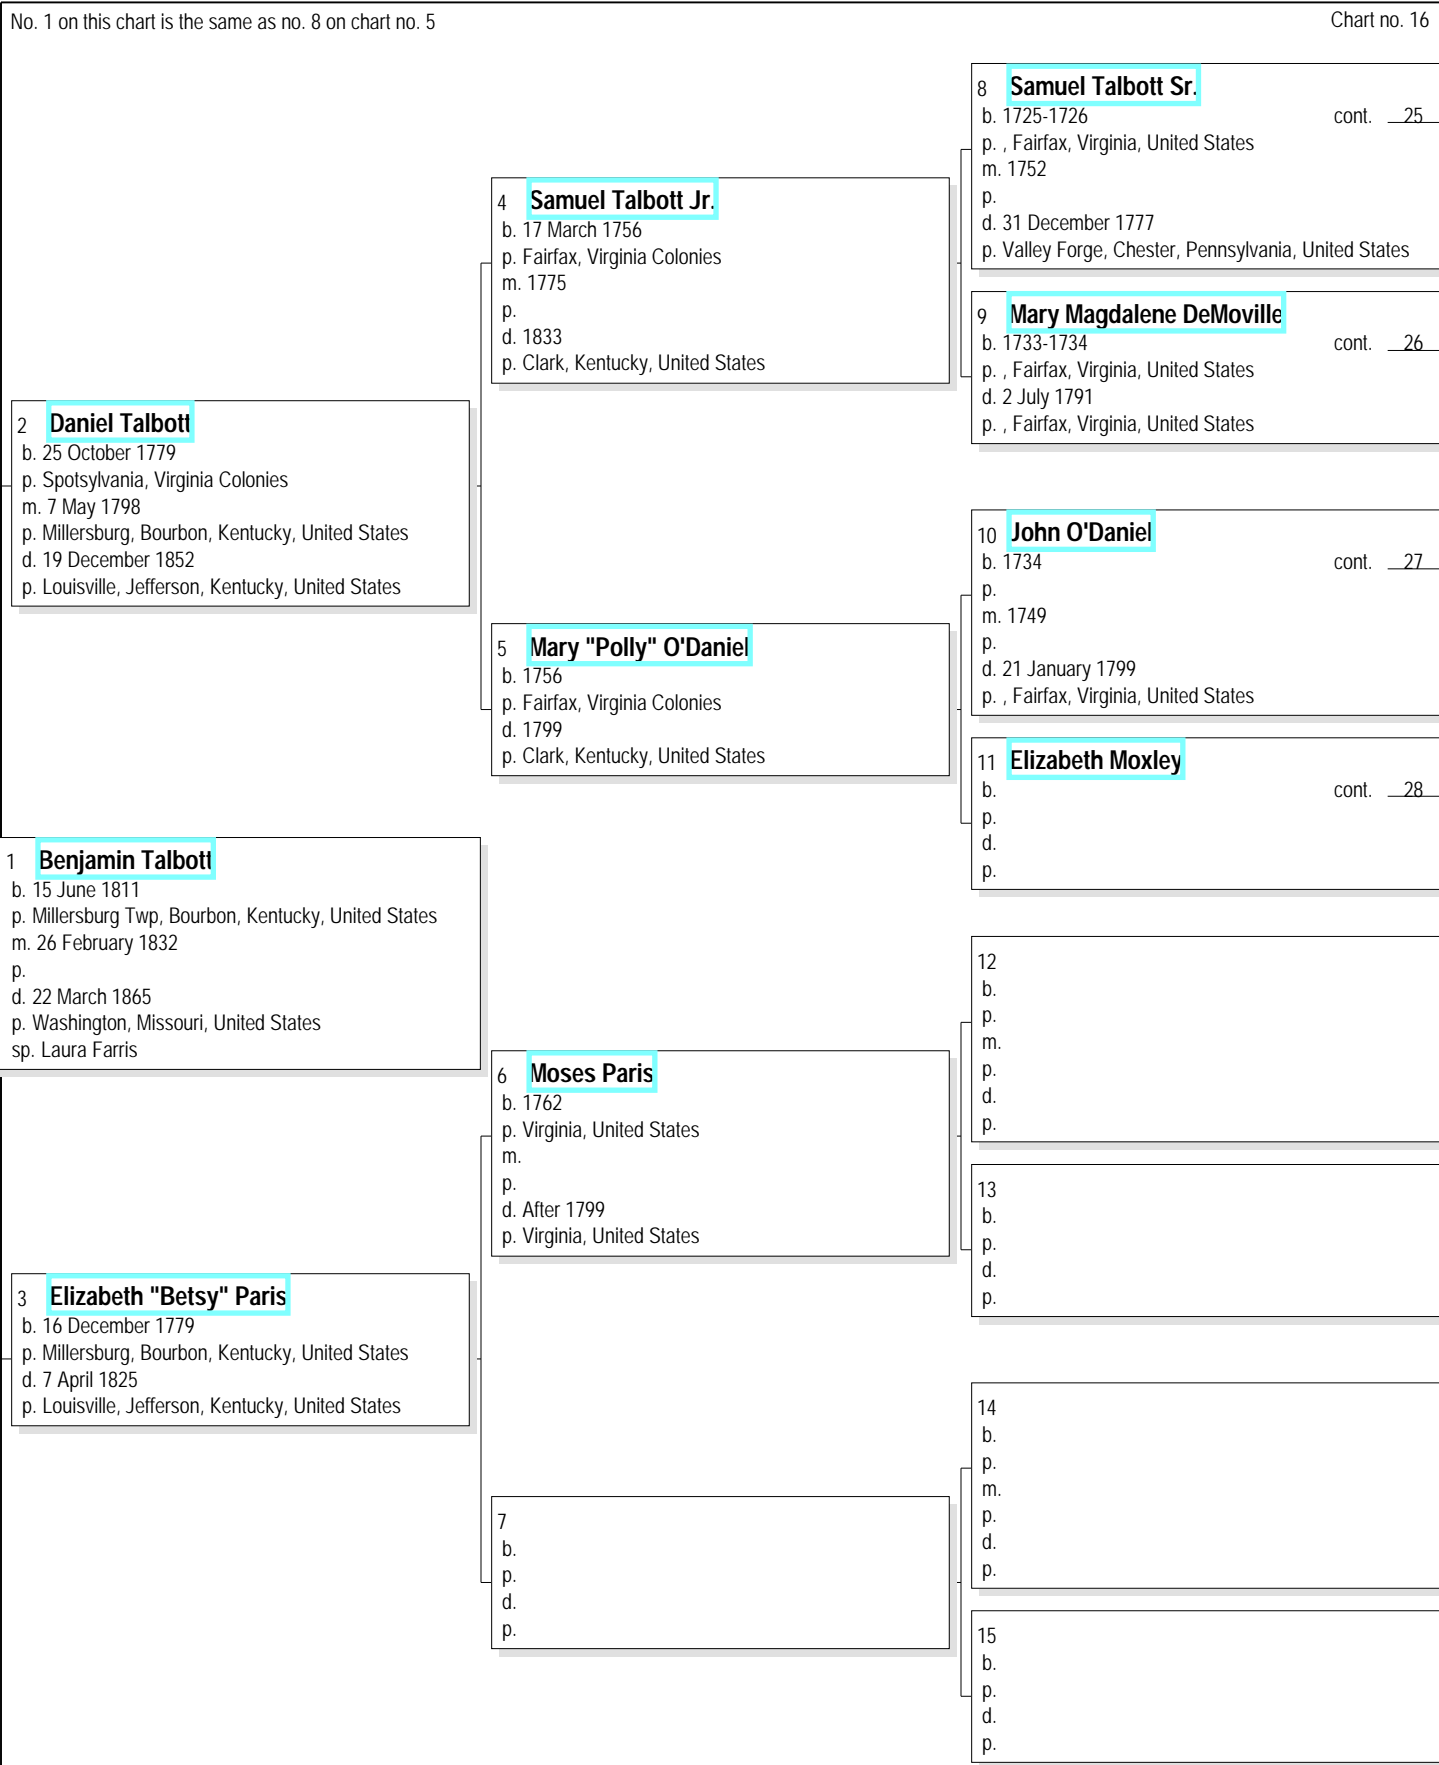 No. 1 on this chart is the same as no. 8 on chart no. 5
Chart no. 16
8 Samuel Talbott Sr.
b. 1725-1726 cont. 25
p. , Fairfax, Virginia, United States
m. 1752
p.
d. 31 December 1777
p. Valley Forge, Chester, Pennsylvania, United States
4 Samuel Talbott Jr.
b. 17 March 1756
p. Fairfax, Virginia Colonies
m. 1775
p.
d. 1833
p. Clark, Kentucky, United States
9 Mary Magdalene DeMoville
b. 1733-1734 cont. 26
p. , Fairfax, Virginia, United States
d. 2 July 1791
p. , Fairfax, Virginia, United States
2 Daniel Talbott
b. 25 October 1779
p. Spotsylvania, Virginia Colonies
m. 7 May 1798
p. Millersburg, Bourbon, Kentucky, United States
d. 19 December 1852
p. Louisville, Jefferson, Kentucky, United States
10 John O'Daniel
b. 1734 cont. 27
p.
m. 1749
p.
d. 21 January 1799
p. , Fairfax, Virginia, United States
5 Mary "Polly" O'Daniel
b. 1756
p. Fairfax, Virginia Colonies
d. 1799
p. Clark, Kentucky, United States
11 Elizabeth Moxley
b. cont. 28
p.
d.
p.
1 Benjamin Talbott
b. 15 June 1811
p. Millersburg Twp, Bourbon, Kentucky, United States
m. 26 February 1832
p.
d. 22 March 1865
p. Washington, Missouri, United States
sp. Laura Farris
12
b.
p.
m.
p.
d.
p.
6 Moses Paris
b. 1762
p. Virginia, United States
m.
p.
d. After 1799
p. Virginia, United States
13
b.
p.
d.
p.
3 Elizabeth "Betsy" Paris
b. 16 December 1779
p. Millersburg, Bourbon, Kentucky, United States
d. 7 April 1825
p. Louisville, Jefferson, Kentucky, United States
14
b.
p.
m.
p.
d.
p.
7
b.
p.
d.
p.
15
b.
p.
d.
p.